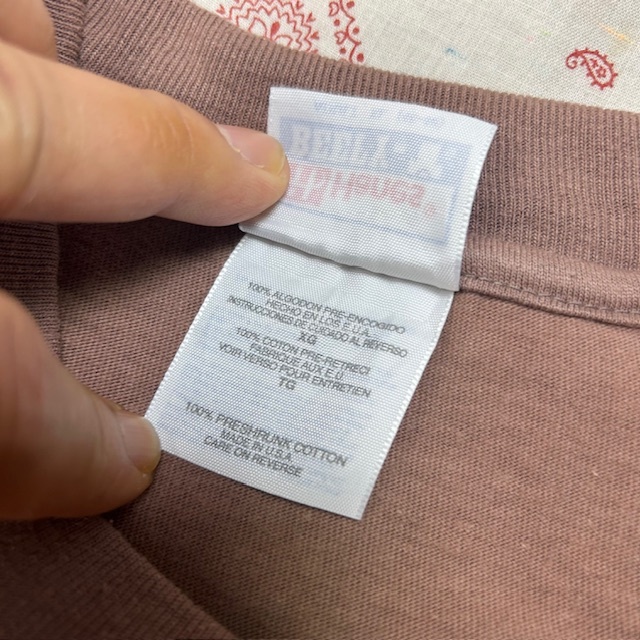 100% ALGODON PRE-ENCOGIDO
HECHO EN LOS E.U.A.
INSTRUCCIONES DE CUIDADO AL REVERSO
XG
100% COTON PRE-RETRECI
FABRIQUE AUX E.U.
VOIR VERSO POUR ENTRETIEN
TG
100% PRESHRUNK COTTON
MADE IN U.S.A
CARE ON REVERSE